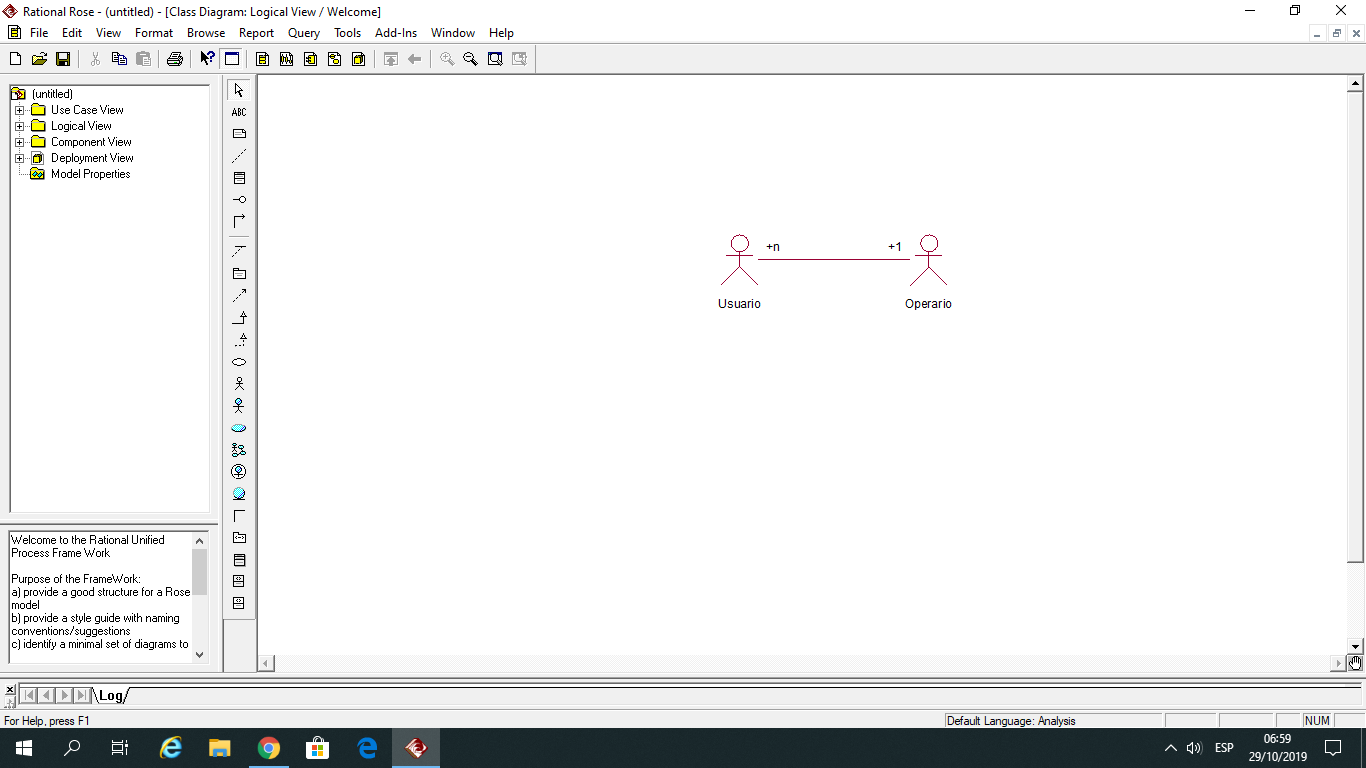 Rational Rose - (untitled) - [Class Diagram: Logical View / Welcome]
File Edit View Format Browse Report Query Tools Add-Ins Window Help
(untitled)
Use Case View
Logical View
Component View
Deployment View
Model Properties
ABC
+n +1
Usuario Operario
Welcome to the Rational Unified
Process Frame Work
Purpose of the FrameWork:
a) provide a good structure for a Rose
model
b) provide a style guide with naming
conventions/suggestions
c) identify a minimal set of diagrams to
Log
For Help, press F1
Default Language: Analysis
NUM
ESP
06:59
29/10/2019